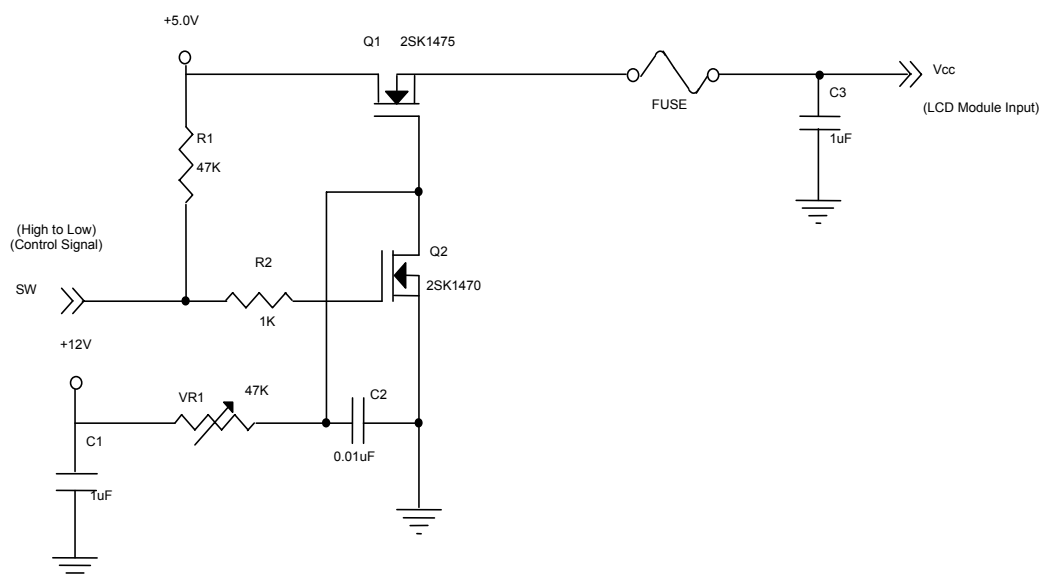 +5.0V
Q1 2SK1475
Vcc
FUSE
C3
(LCD Module Input)
R1
1uF
47K
(High to Low)
(Control Signal)
Q2
R2
SW
2SK1470
1K
+12V
VR1
47K
C2
C1
0.01uF
1uF